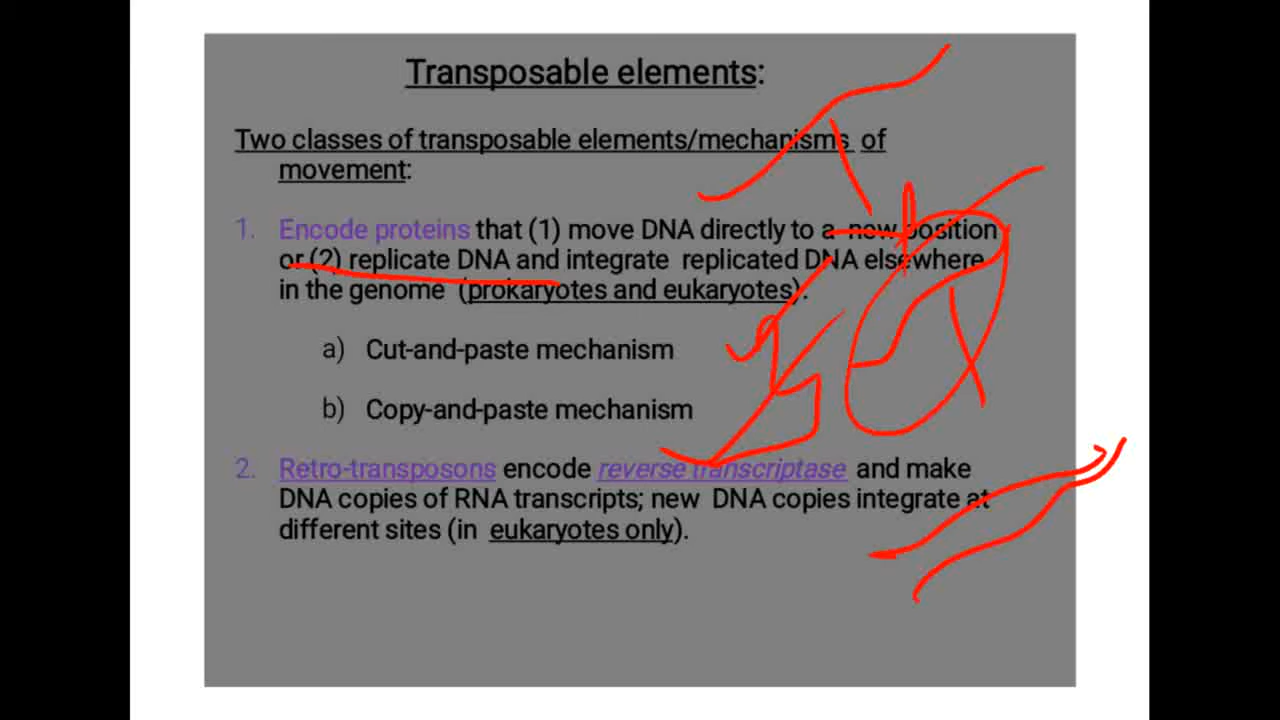 Transposable elements:
Two classes of transposable elements/mechanisms of
movement:
1. Encode proteins that (1) move DNA directly to a new position
or (2) replicate DNA and integrate replicated DNA elsewhere
in the genome (prokaryotes and eukaryotes).
a) Cut-and-paste mechanism
b) Copy-and-paste mechanism
2. Retro-transposons encode reverse transcriptase and make
DNA copies of RNA transcripts; new DNA copies integrate at
different sites (in eukaryotes only).